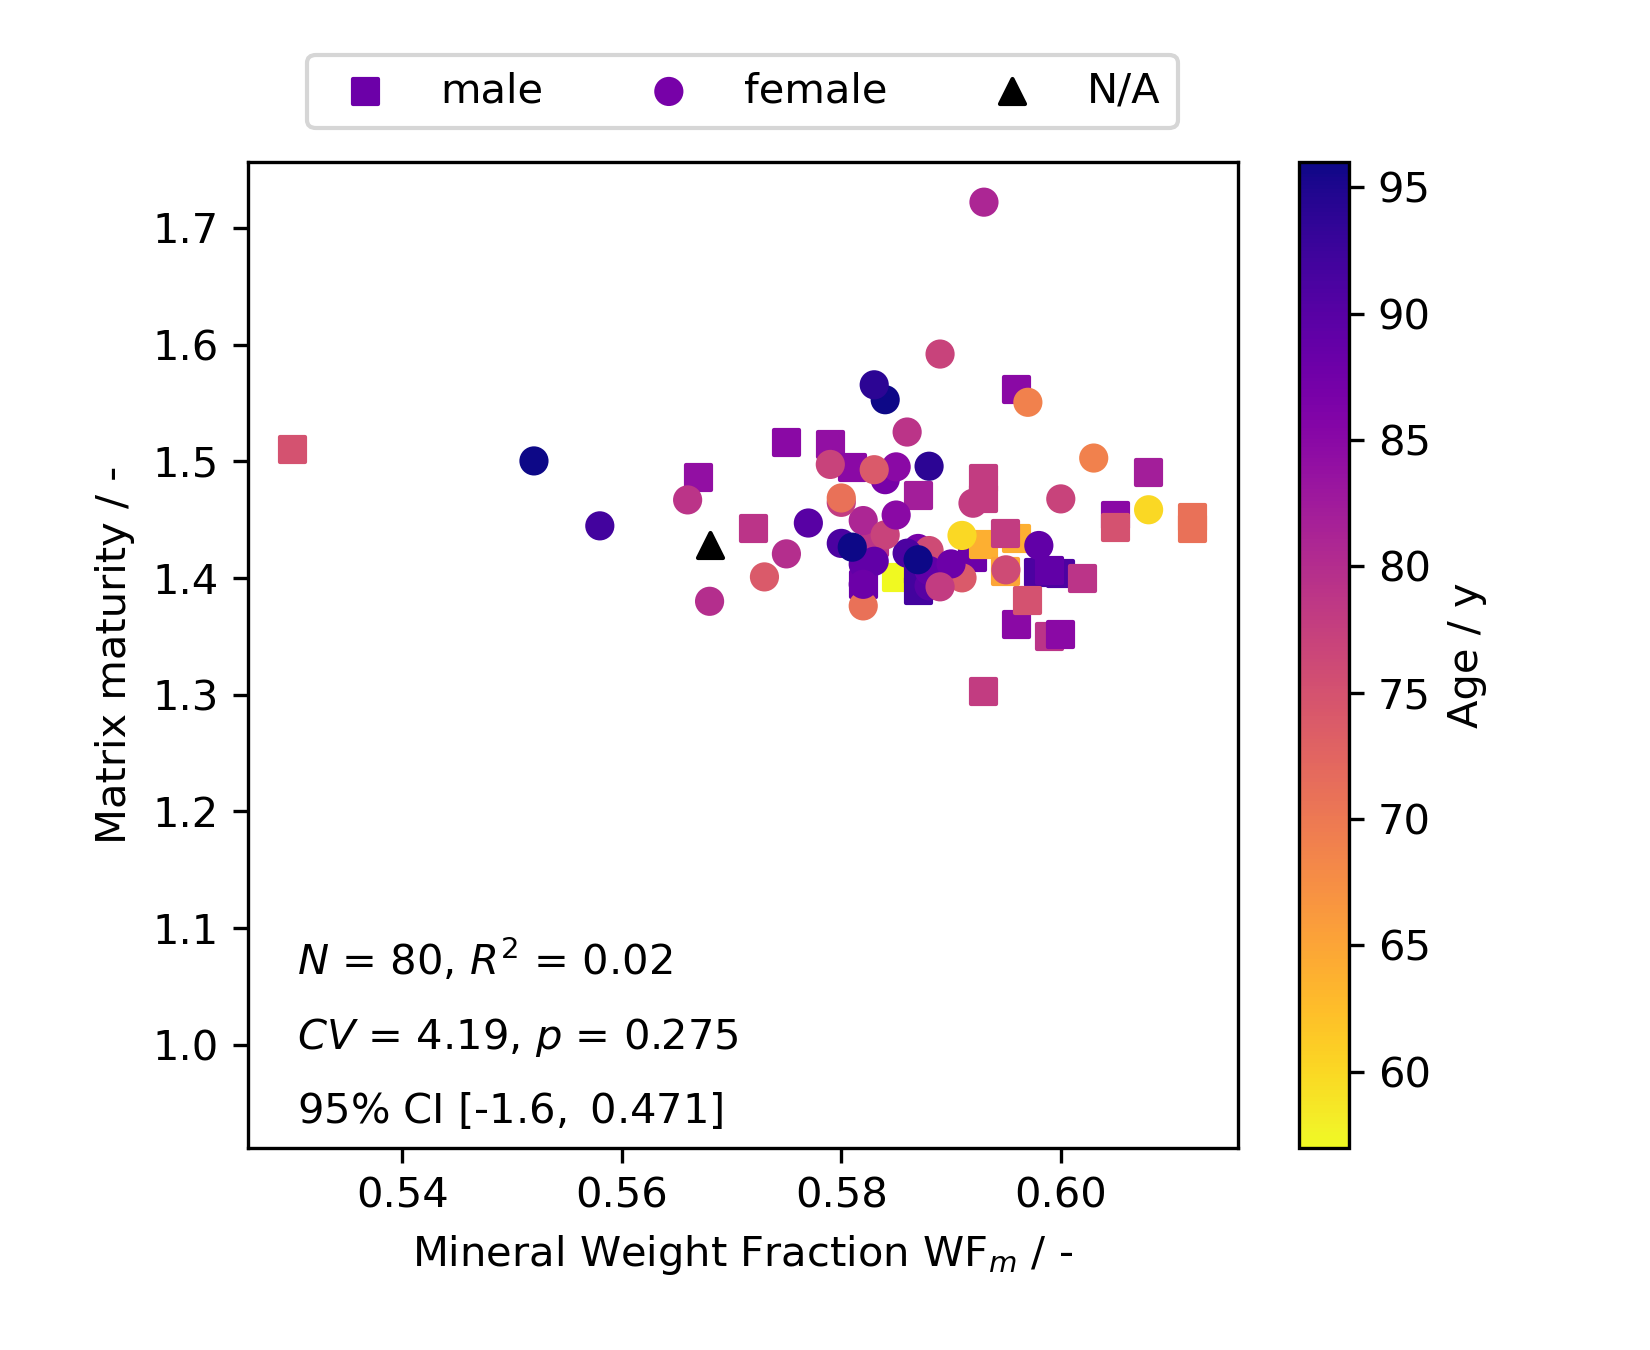 male female N/A
1.7
1.6
1.5
1.4
1.3
1.2
1.1
1.0
Matrix maturity / -
N = 80, R² = 0.02
CV = 4.19, p = 0.275
95% CI [-1.6, 0.471]
0.54 0.56 0.58 0.60
Mineral Weight Fraction WFₘ / -
95
90
85
80
75
70
65
60
Age / y